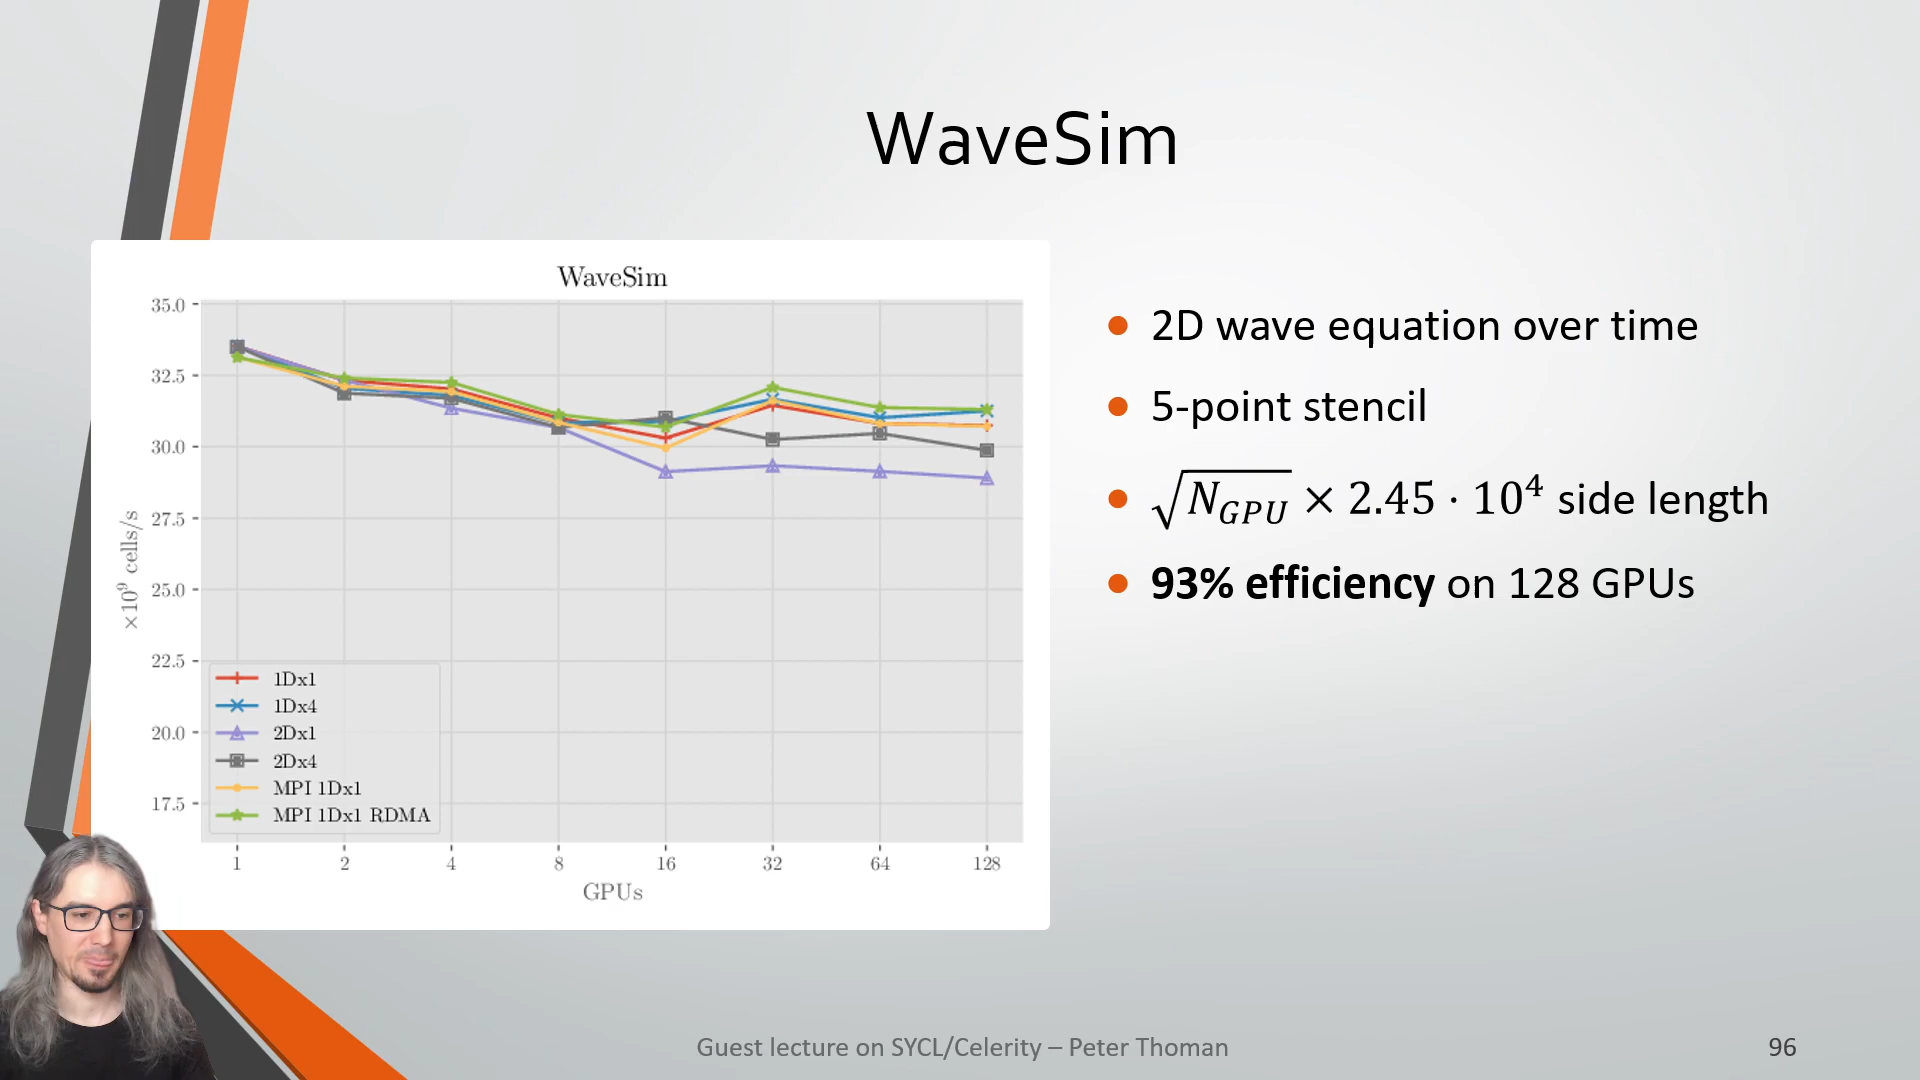 WaveSim
WaveSim
35.0
32.5
30.0
27.5
25.0
22.5
20.0
17.5
×10⁹ cells/s
1Dx1
1Dx4
2Dx1
2Dx4
MPI 1Dx1
MPI 1Dx1 RDMA
1 2 4 8 16 32 64 128
GPUs
2D wave equation over time
5-point stencil
√N_GPU × 2.45 · 10⁴ side length
93% efficiency on 128 GPUs
Guest lecture on SYCL/Celerity – Peter Thoman
96